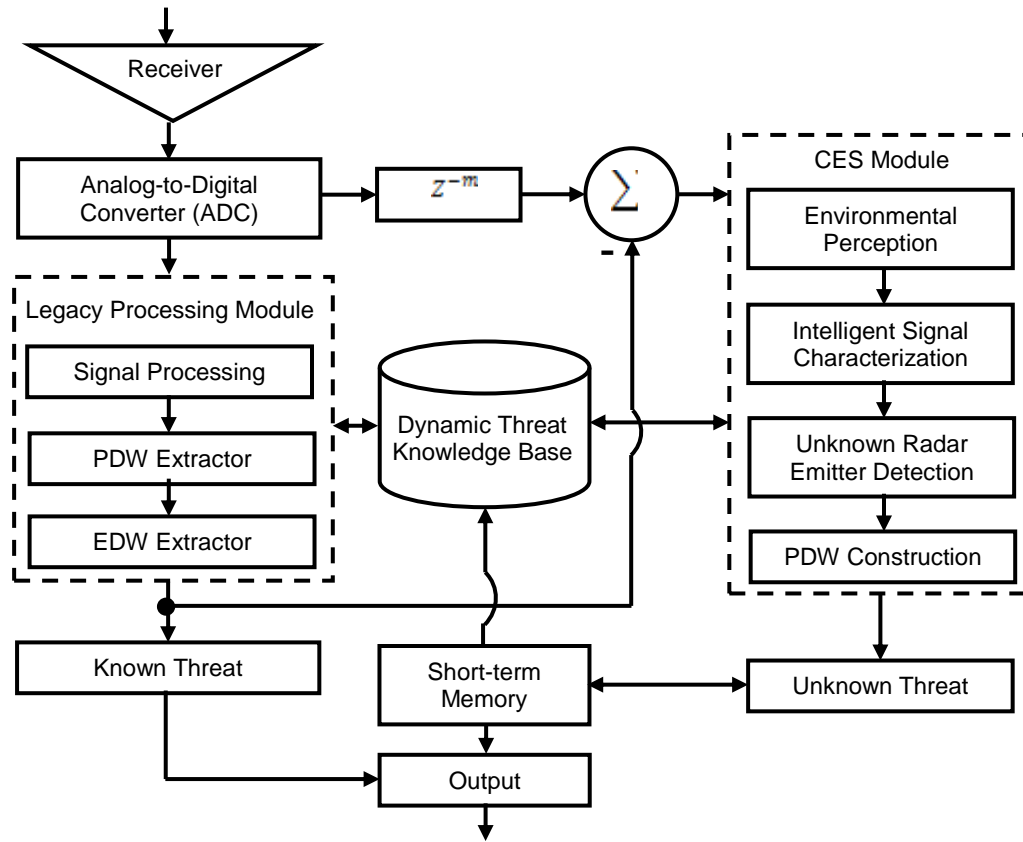 Receiver
Analog-to-Digital
Converter (ADC)
z⁻ᵐ
∑
-
CES Module
Environmental
Perception
Legacy Processing Module
Intelligent Signal
Characterization
Signal Processing
Dynamic Threat
Knowledge Base
PDW Extractor
Unknown Radar
Emitter Detection
EDW Extractor
PDW Construction
Known Threat
Short-term
Memory
Unknown Threat
Output